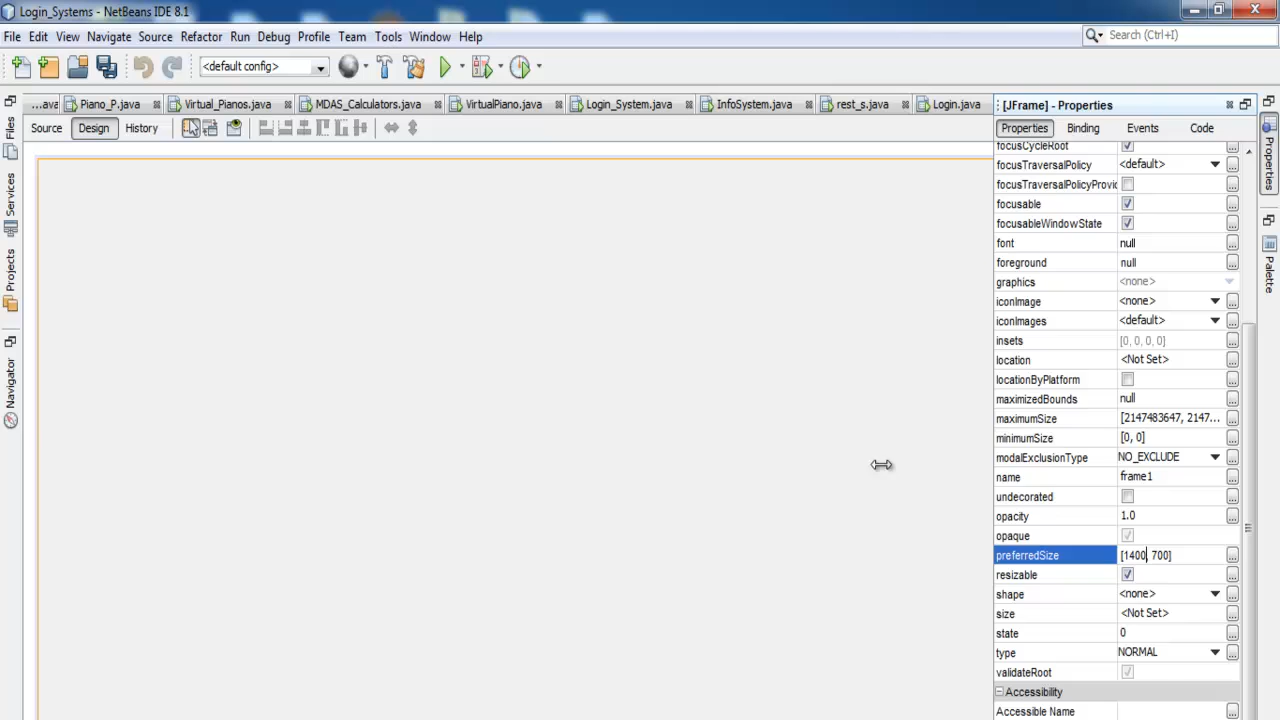 Login_Systems - NetBeans IDE 8.1
File Edit View Navigate Source Refactor Run Debug Profile Team Tools Window Help
Search (Ctrl+I)
<default config>
...ava Piano_P.java Virtual_Pianos.java MDAS_Calculators.java VirtualPiano.java Login_System.java InfoSystem.java rest_s.java Login.java
[JFrame] - Properties
Source Design History
Properties Binding Events Code
focusCycleRoot
focusTraversalPolicy <default>
focusTraversalPolicyProvic
focusable
focusableWindowState
font null
foreground null
graphics <none>
iconImage <none>
iconImages <default>
insets [0, 0, 0, 0]
location <Not Set>
locationByPlatform
maximizedBounds null
maximumSize [2147483647, 2147...
minimumSize [0, 0]
modalExclusionType NO_EXCLUDE
name frame1
undecorated
opacity 1.0
opaque
preferredSize [1400, 700]
resizable
shape <none>
size <Not Set>
state 0
type NORMAL
validateRoot
Accessibility
Accessible Name
Files
Services
Projects
Navigator
Properties
Palette